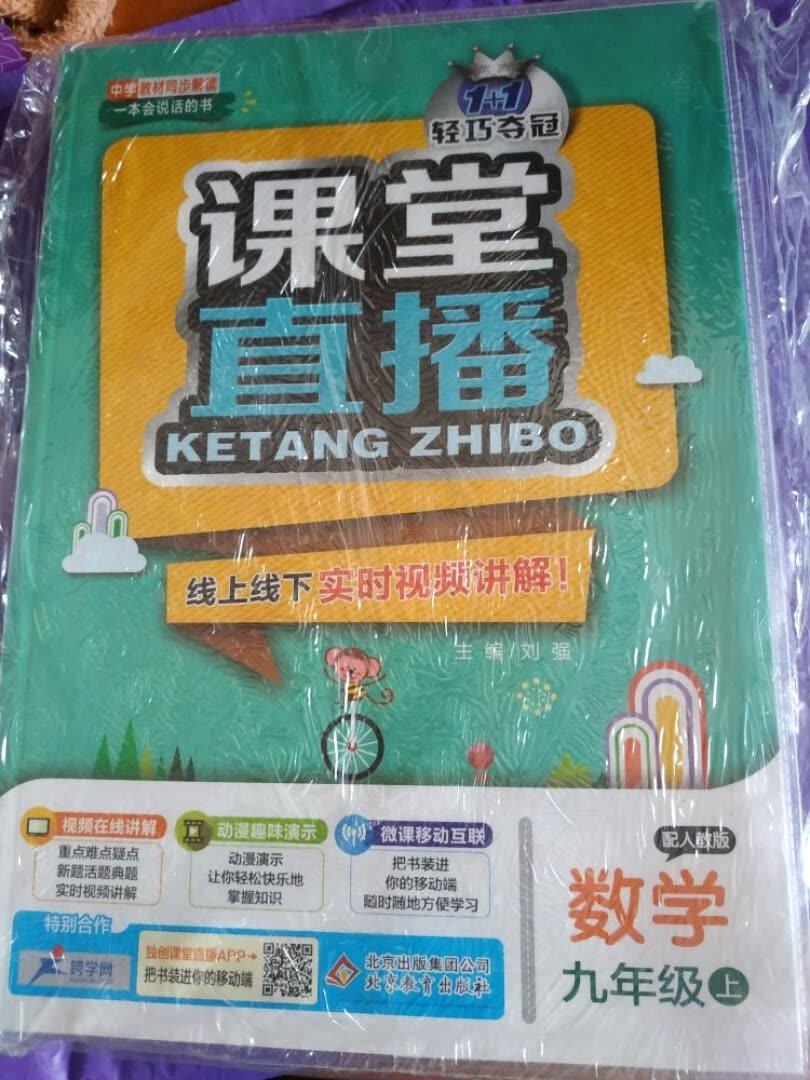 中学教材同步解读
一本会说话的书
1+1
轻巧夺冠
课堂
直播
KETANG ZHIBO
线上线下 实时视频讲解！
主 编/刘 强
视频在线讲解
重点难点疑点
新题活题典题
实时视频讲解
动漫趣味演示
动漫演示
让你轻松快乐地
掌握知识
微课移动互联
把书装进
你的移动端
随时随地方便学习
配人教版
数学
九年级 上
特别合作
跨学网
独创课堂直播APP→
把书装进你的移动端
北京出版集团公司
北京教育出版社